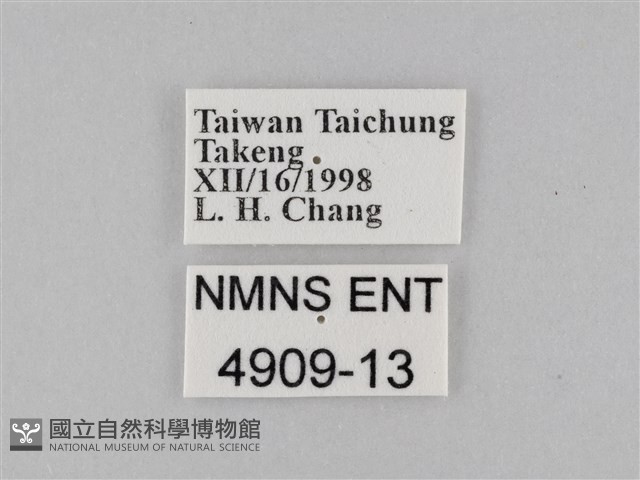 Taiwan Taichung
Takeng
XII/16/1998
L. H. Chang
NMNS ENT
4909-13
國立自然科學博物館
NATIONAL MUSEUM OF NATURAL SCIENCE